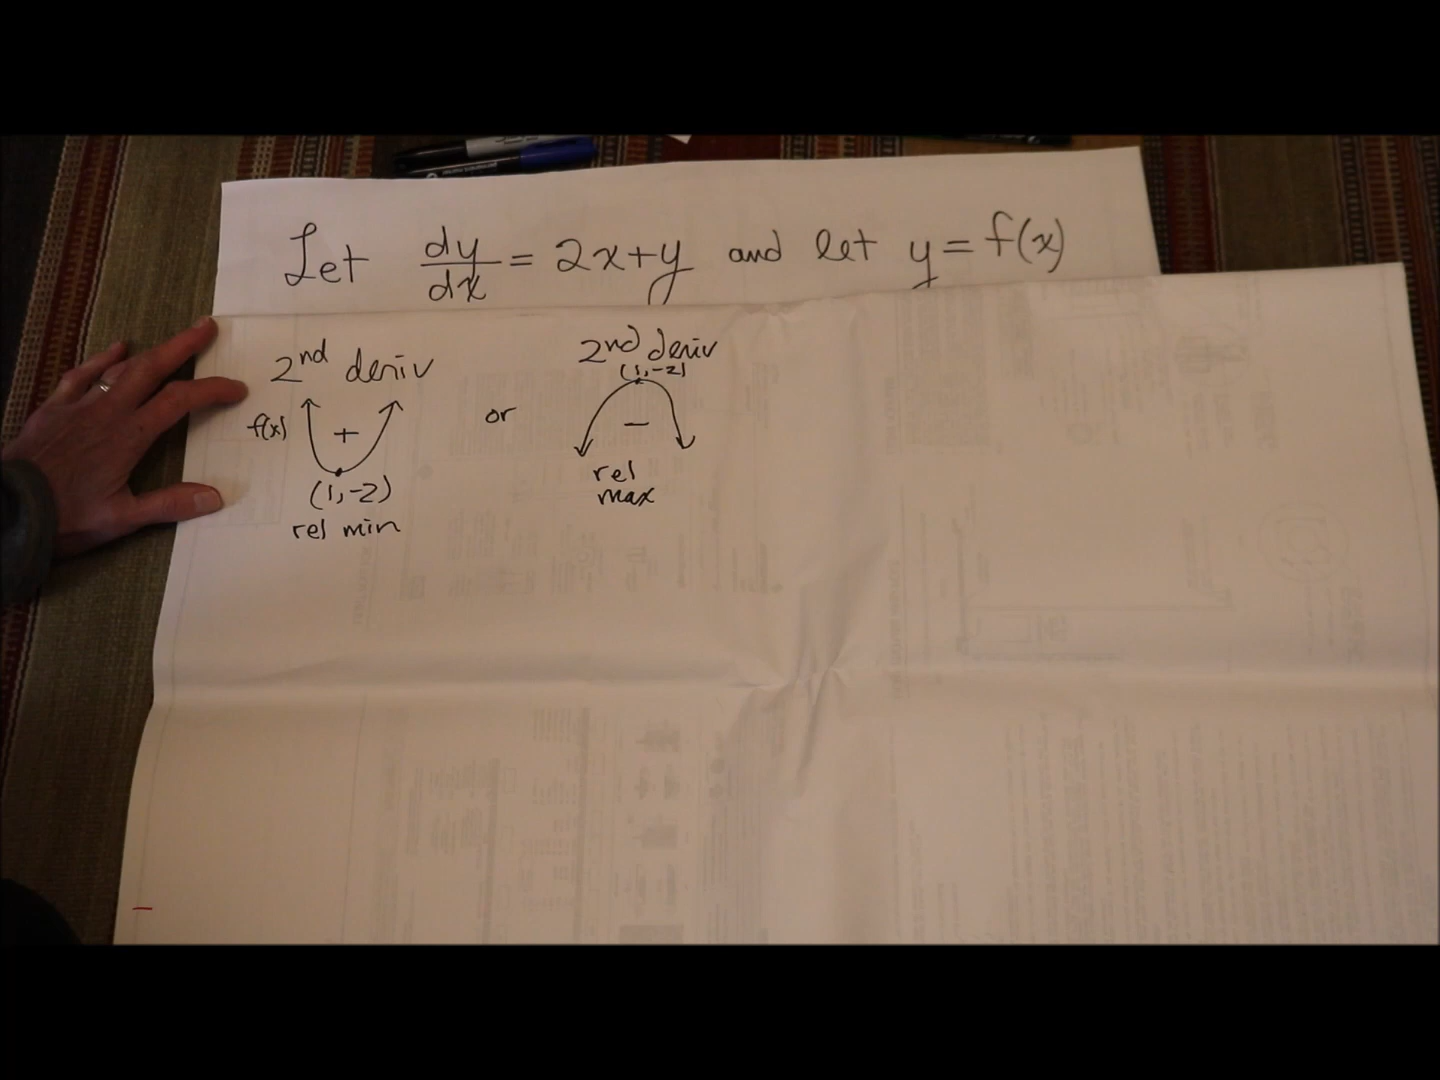 Let dy/dx = 2x+y and let y = f(x)
2nd deriv
f(x) +
(1,-2)
rel min
or
2nd deriv
(1,-2)
−
rel
max